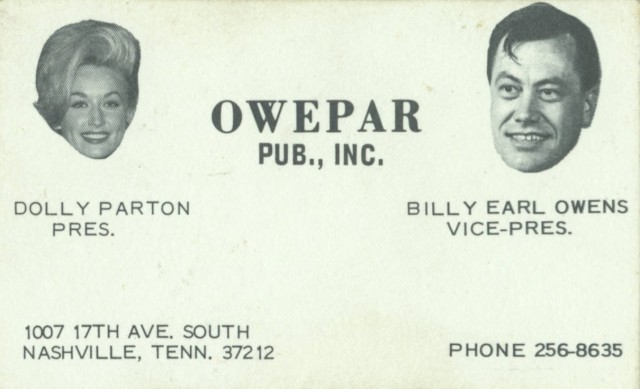 OWEPAR
PUB., INC.
DOLLY PARTON
PRES.
BILLY EARL OWENS
VICE-PRES.
1007 17TH AVE. SOUTH
NASHVILLE, TENN. 37212
PHONE 256-8635